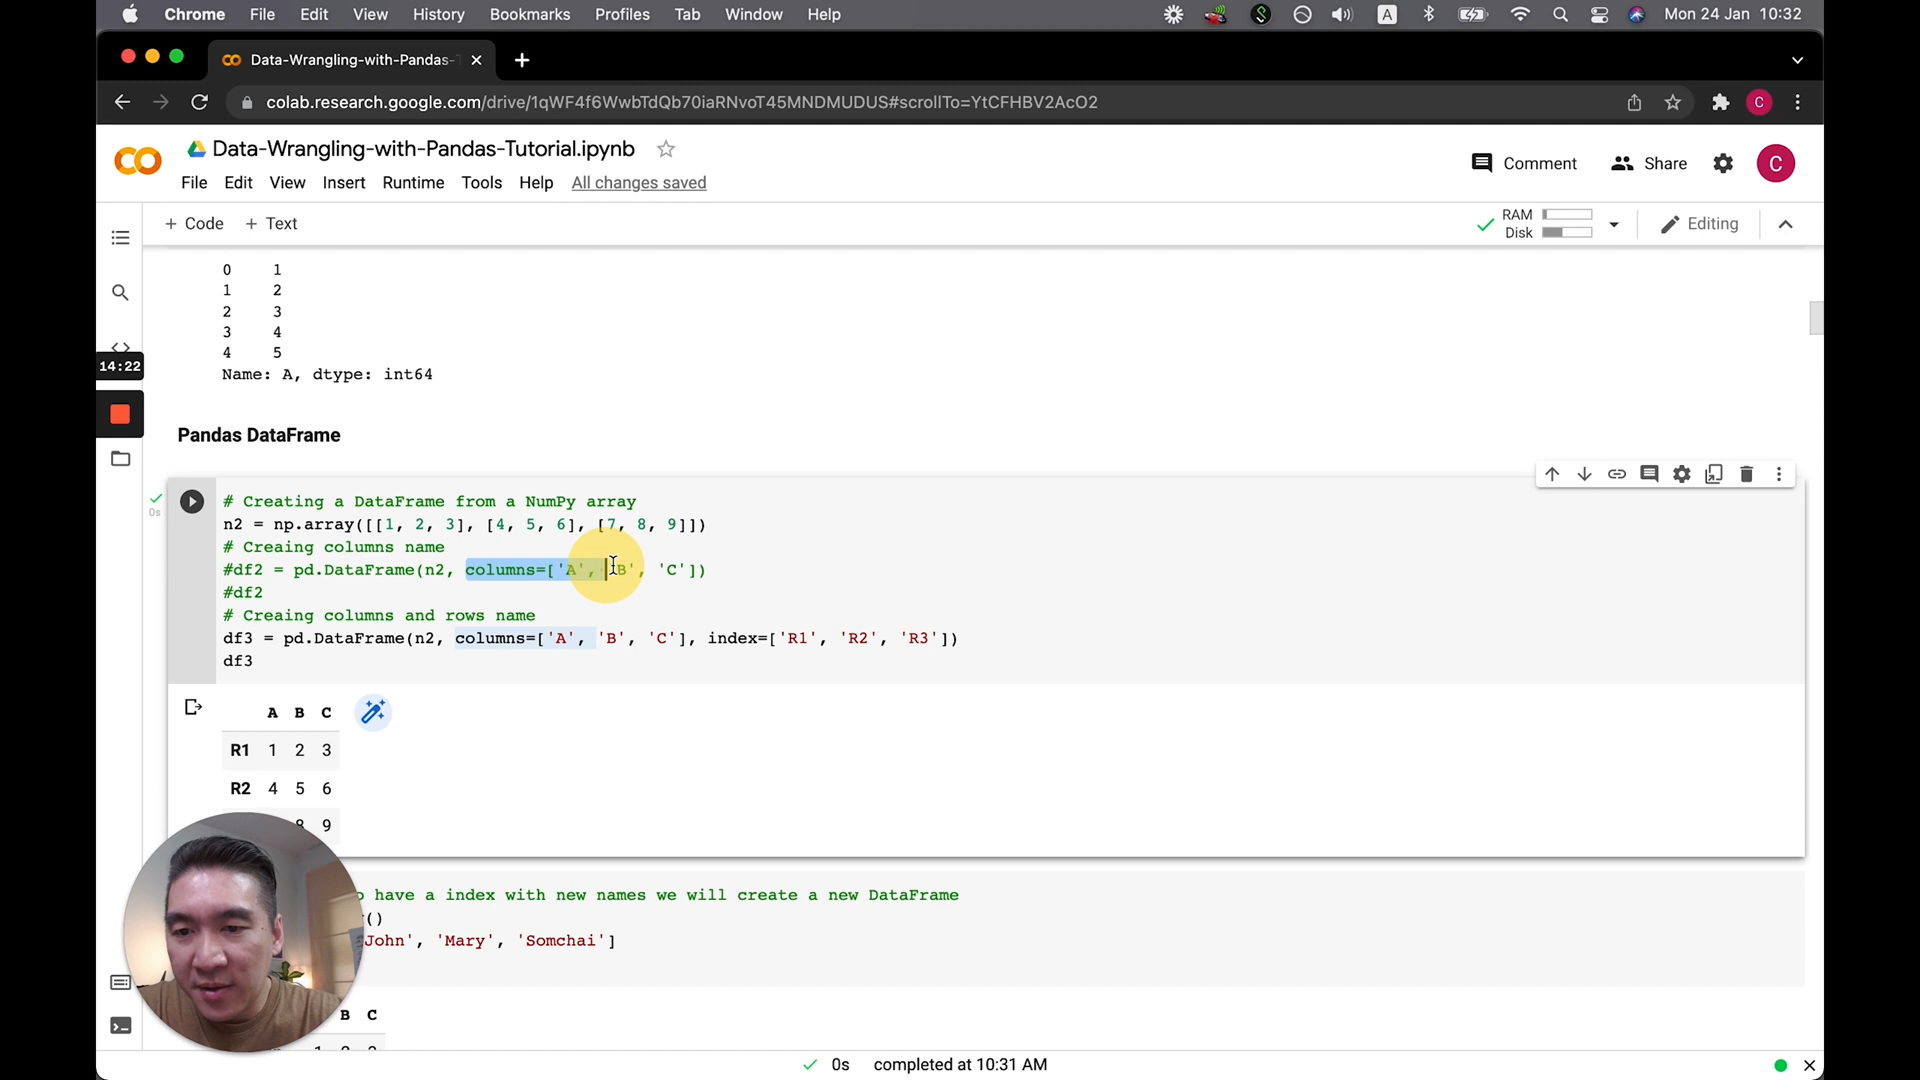 Chrome File Edit View History Bookmarks Profiles Tab Window Help A Mon 24 Jan 10:32
Data-Wrangling-with-Pandas-
colab.research.google.com/drive/1qWF4f6WwbTdQb70iaRNvoT45MNDMUDUS#scrollTo=YtCFHBV2AcO2 C
Data-Wrangling-with-Pandas-Tutorial.ipynb
Comment Share C
File Edit View Insert Runtime Tools Help All changes saved
+ Code + Text
RAM
Disk
Editing
0 1
1 2
2 3
3 4
4 5
Name: A, dtype: int64
14:22
Pandas DataFrame
0s
# Creating a DataFrame from a NumPy array
n2 = np.array([[1, 2, 3], [4, 5, 6], [7, 8, 9]])
# Creaing columns name
#df2 = pd.DataFrame(n2, columns=['A', 'B', 'C'])
#df2
# Creaing columns and rows name
df3 = pd.DataFrame(n2, columns=['A', 'B', 'C'], index=['R1', 'R2', 'R3'])
df3
A B C
R1 1 2 3
R2 4 5 6
8 9
have a index with new names we will create a new DataFrame
()
John', 'Mary', 'Somchai']
B C
0s completed at 10:31 AM